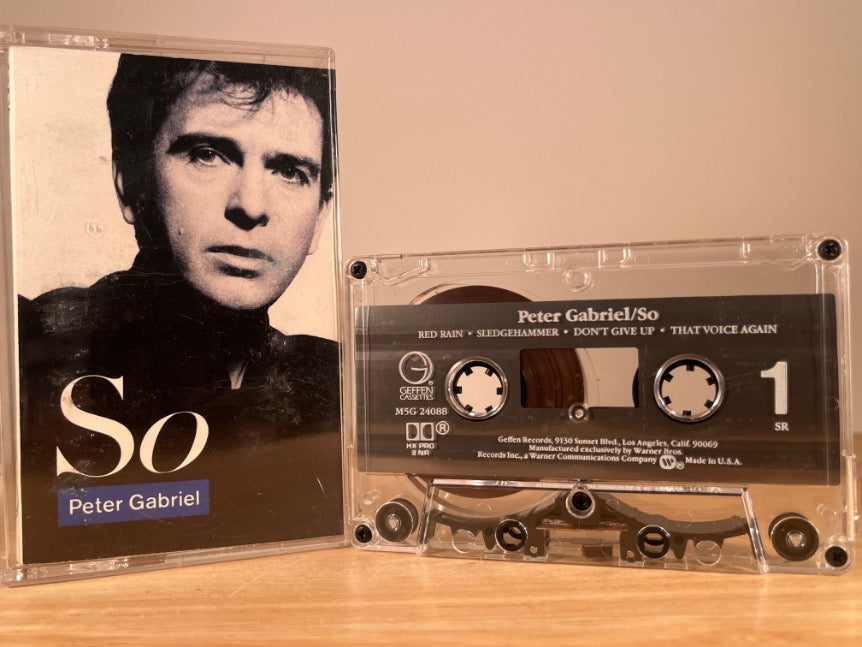 So
Peter Gabriel
Peter Gabriel/So
RED RAIN • SLEDGEHAMMER • DON'T GIVE UP • THAT VOICE AGAIN
G
GEFFEN
CASSETTES
®
M5G 24088
HX PRO
B NR
®
1
SR
Geffen Records, 9130 Sunset Blvd., Los Angeles, Calif. 90069
Manufactured exclusively by Warner Bros.
Records Inc., a Warner Communications Company W ®, Made in U.S.A.